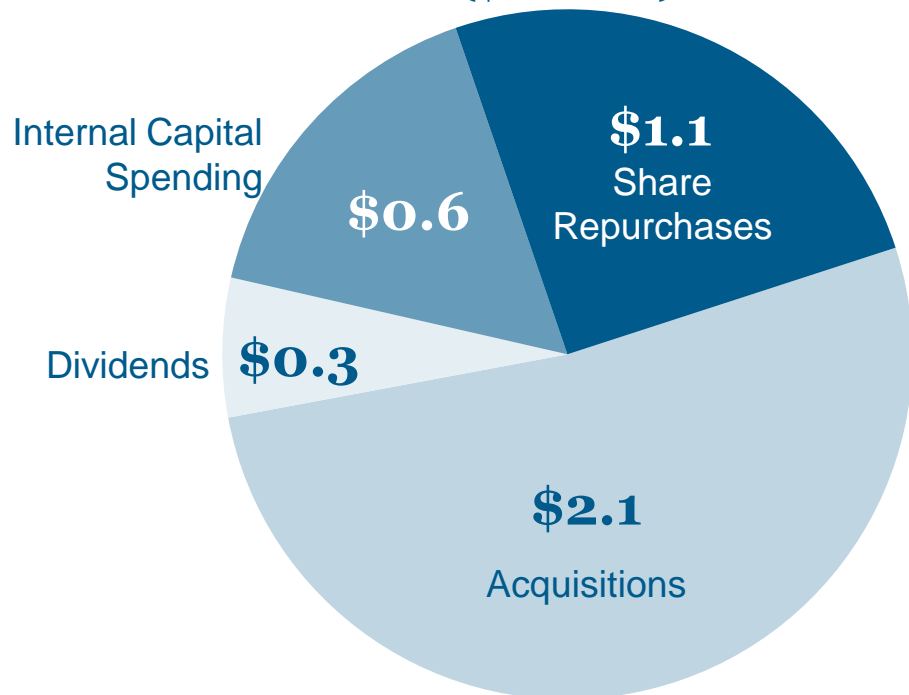 Internal Capital
Spending
$0.6
$1.1
Share
Repurchases
Dividends
$0.3
$2.1
Acquisitions